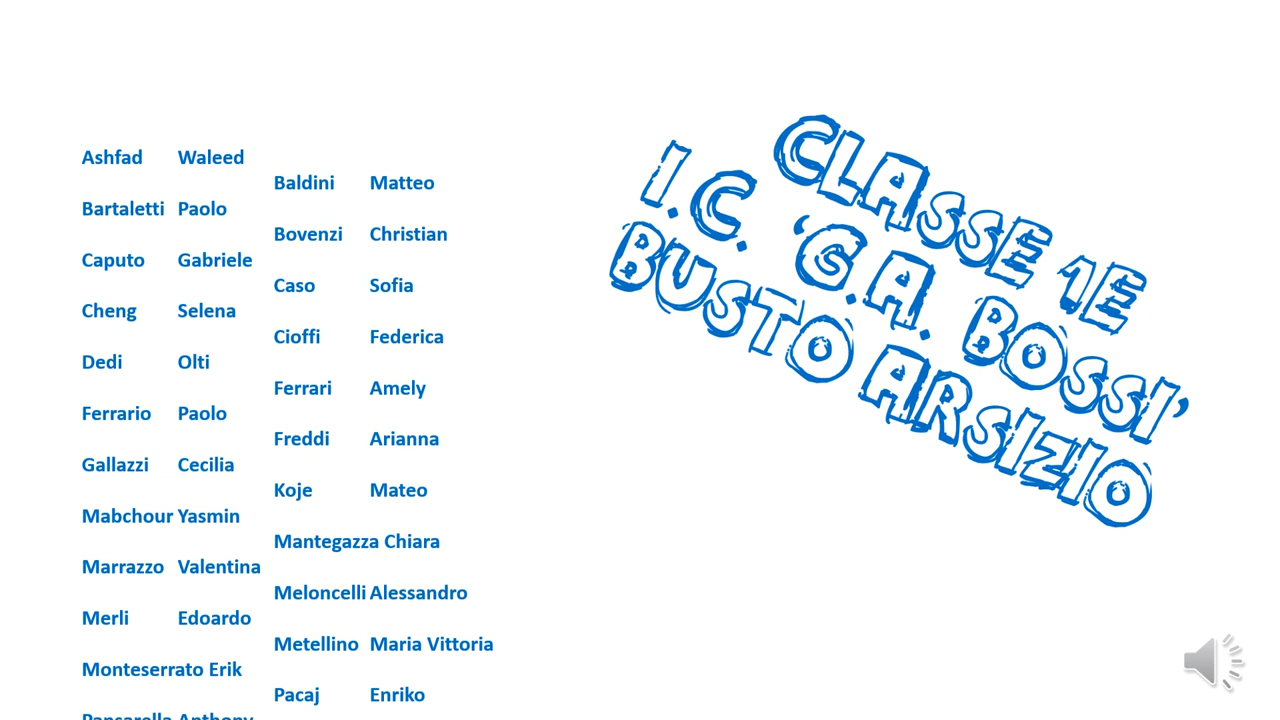 Ashfad Waleed
Baldini Matteo
Bartaletti Paolo
Bovenzi Christian
Caputo Gabriele
Caso Sofia
Cheng Selena
Cioffi Federica
Dedi Olti
Ferrari Amely
Ferrario Paolo
Freddi Arianna
Gallazzi Cecilia
Koje Mateo
Mabchour Yasmin
Mantegazza Chiara
Marrazzo Valentina
Meloncelli Alessandro
Merli Edoardo
Metellino Maria Vittoria
Monteserrato Erik
Pacaj Enriko
Anthony
CLASSE 1E
I.C. 'G.A. BOSSI'
BUSTO ARSIZIO